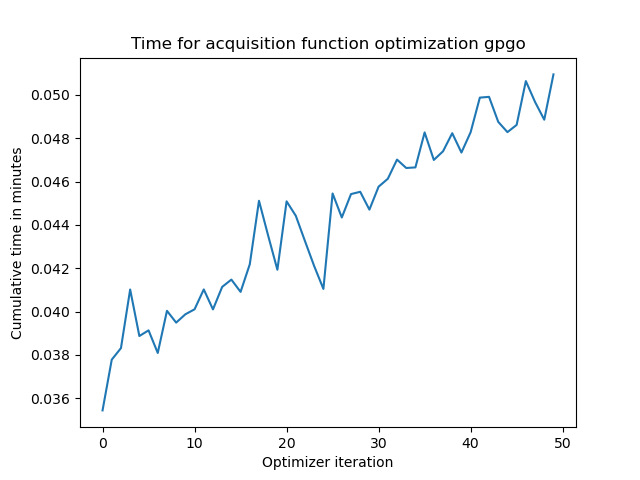 Time for acquisition function optimization gpgo
0.050
0.048
0.046
0.044
0.042
0.040
0.038
0.036
Cumulative time in minutes
0 10 20 30 40 50
Optimizer iteration